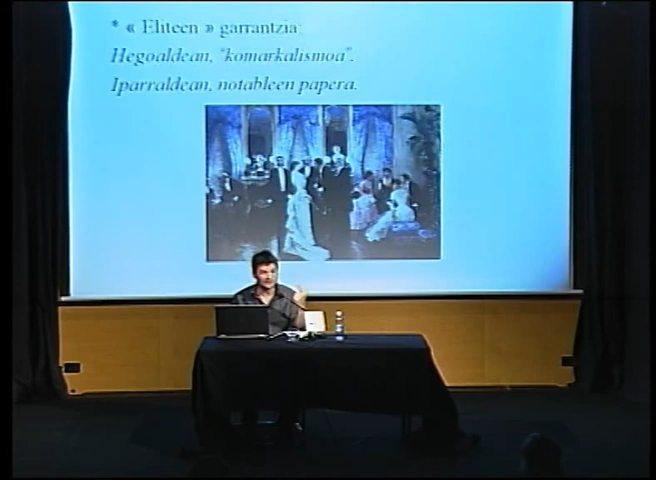 * « Eliteen » garrantzia:
Hegoaldean, "komarkalismoa".
Iparraldean, notableen papera.